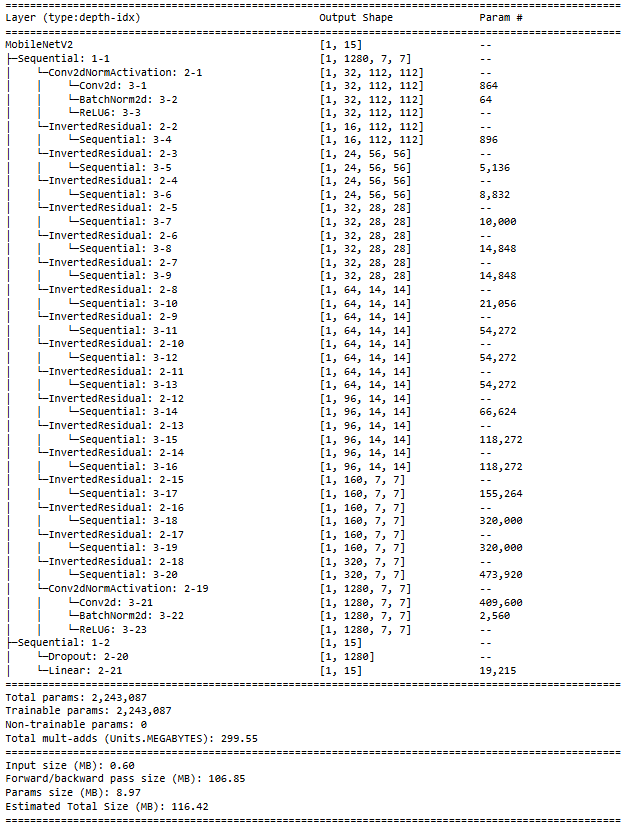 ==========================================================================================
Layer (type:depth-idx)                   Output Shape              Param #
==========================================================================================
MobileNetV2                              [1, 15]                   --
├─Sequential: 1-1                        [1, 1280, 7, 7]           --
│    └─Conv2dNormActivation: 2-1         [1, 32, 112, 112]         --
│    │    └─Conv2d: 3-1                  [1, 32, 112, 112]         864
│    │    └─BatchNorm2d: 3-2             [1, 32, 112, 112]         64
│    │    └─ReLU6: 3-3                   [1, 32, 112, 112]         --
│    └─InvertedResidual: 2-2             [1, 16, 112, 112]         --
│    │    └─Sequential: 3-4              [1, 16, 112, 112]         896
│    └─InvertedResidual: 2-3             [1, 24, 56, 56]           --
│    │    └─Sequential: 3-5              [1, 24, 56, 56]           5,136
│    └─InvertedResidual: 2-4             [1, 24, 56, 56]           --
│    │    └─Sequential: 3-6              [1, 24, 56, 56]           8,832
│    └─InvertedResidual: 2-5             [1, 32, 28, 28]           --
│    │    └─Sequential: 3-7              [1, 32, 28, 28]           10,000
│    └─InvertedResidual: 2-6             [1, 32, 28, 28]           --
│    │    └─Sequential: 3-8              [1, 32, 28, 28]           14,848
│    └─InvertedResidual: 2-7             [1, 32, 28, 28]           --
│    │    └─Sequential: 3-9              [1, 32, 28, 28]           14,848
│    └─InvertedResidual: 2-8             [1, 64, 14, 14]           --
│    │    └─Sequential: 3-10             [1, 64, 14, 14]           21,056
│    └─InvertedResidual: 2-9             [1, 64, 14, 14]           --
│    │    └─Sequential: 3-11             [1, 64, 14, 14]           54,272
│    └─InvertedResidual: 2-10            [1, 64, 14, 14]           --
│    │    └─Sequential: 3-12             [1, 64, 14, 14]           54,272
│    └─InvertedResidual: 2-11            [1, 64, 14, 14]           --
│    │    └─Sequential: 3-13             [1, 64, 14, 14]           54,272
│    └─InvertedResidual: 2-12            [1, 96, 14, 14]           --
│    │    └─Sequential: 3-14             [1, 96, 14, 14]           66,624
│    └─InvertedResidual: 2-13            [1, 96, 14, 14]           --
│    │    └─Sequential: 3-15             [1, 96, 14, 14]           118,272
│    └─InvertedResidual: 2-14            [1, 96, 14, 14]           --
│    │    └─Sequential: 3-16             [1, 96, 14, 14]           118,272
│    └─InvertedResidual: 2-15            [1, 160, 7, 7]            --
│    │    └─Sequential: 3-17             [1, 160, 7, 7]            155,264
│    └─InvertedResidual: 2-16            [1, 160, 7, 7]            --
│    │    └─Sequential: 3-18             [1, 160, 7, 7]            320,000
│    └─InvertedResidual: 2-17            [1, 160, 7, 7]            --
│    │    └─Sequential: 3-19             [1, 160, 7, 7]            320,000
│    └─InvertedResidual: 2-18            [1, 320, 7, 7]            --
│    │    └─Sequential: 3-20             [1, 320, 7, 7]            473,920
│    └─Conv2dNormActivation: 2-19        [1, 1280, 7, 7]           --
│    │    └─Conv2d: 3-21                 [1, 1280, 7, 7]           409,600
│    │    └─BatchNorm2d: 3-22            [1, 1280, 7, 7]           2,560
│    │    └─ReLU6: 3-23                  [1, 1280, 7, 7]           --
├─Sequential: 1-2                        [1, 15]                   --
│    └─Dropout: 2-20                     [1, 1280]                 --
│    └─Linear: 2-21                      [1, 15]                   19,215
==========================================================================================
Total params: 2,243,087
Trainable params: 2,243,087
Non-trainable params: 0
Total mult-adds (Units.MEGABYTES): 299.55
==========================================================================================
Input size (MB): 0.60
Forward/backward pass size (MB): 106.85
Params size (MB): 8.97
Estimated Total Size (MB): 116.42
==========================================================================================